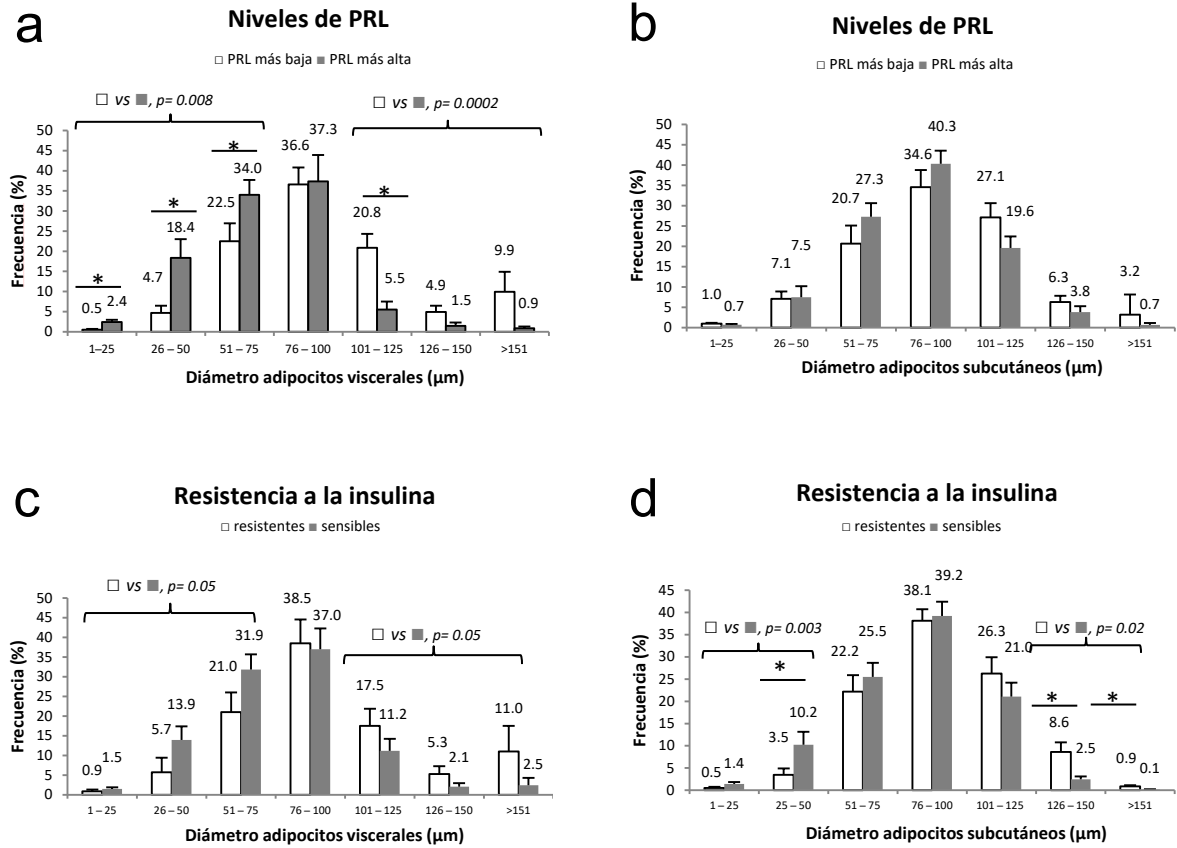 a
Niveles de PRL
PRL más baja PRL más alta
vs , p= 0.008
vs , p= 0.0002
*
*
*
*
Frecuencia (%)
50
45
40
35
30
25
20
15
10
5
0
0.5 2.4
4.7 18.4
22.5 34.0
36.6 37.3
20.8 5.5
4.9 1.5
9.9 0.9
1–25 26–50 51–75 76–100 101–125 126–150 >151
Diámetro adipocitos viscerales (µm)
b
Niveles de PRL
PRL más baja PRL más alta
Frecuencia (%)
50
45
40
35
30
25
20
15
10
5
0
1.0 0.7
7.1 7.5
20.7 27.3
34.6 40.3
27.1 19.6
6.3 3.8
3.2 0.7
1–25 26–50 51–75 76–100 101–125 126–150 >151
Diámetro adipocitos subcutáneos (µm)
c
Resistencia a la insulina
resistentes sensibles
vs , p= 0.05
vs , p= 0.05
Frecuencia (%)
50
45
40
35
30
25
20
15
10
5
0
0.9 1.5
5.7 13.9
21.0 31.9
38.5 37.0
17.5 11.2
5.3 2.1
11.0 2.5
1–25 26–50 51–75 76–100 101–125 126–150 >151
Diámetro adipocitos viscerales (µm)
d
Resistencia a la insulina
resistentes sensibles
vs , p= 0.003
vs , p= 0.02
*
*
*
Frecuencia (%)
45
40
35
30
25
20
15
10
5
0
0.5 1.4
3.5 10.2
22.2 25.5
38.1 39.2
26.3 21.0
8.6 2.5
0.9 0.1
1–25 25–50 51–75 76–100 101–125 126–150 >151
Diámetro adipocitos subcutáneos (µm)